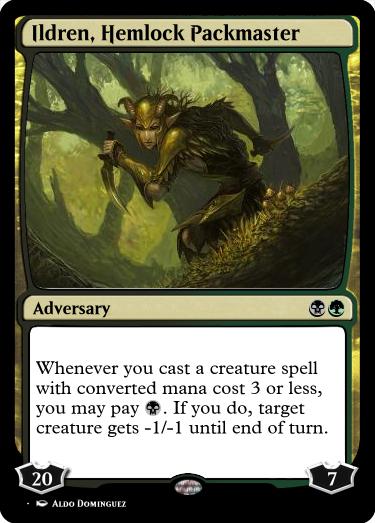 Ildren, Hemlock Packmaster
Adversary
Whenever you cast a creature spell
with converted mana cost 3 or less,
you may pay . If you do, target
creature gets -1/-1 until end of turn.
20
7
Aldo Dominguez